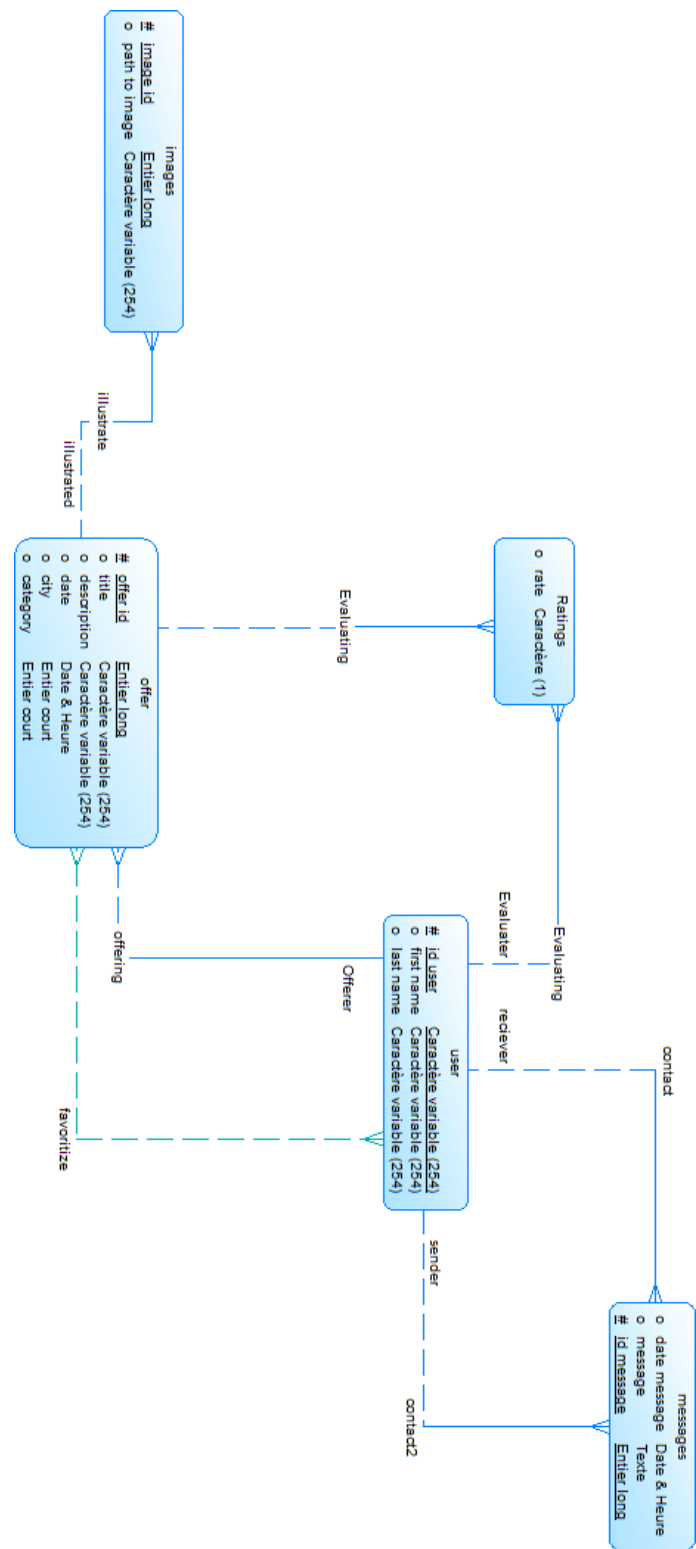 images
# image id Entier long
o path to image Caractère variable (254)
illustrate
illustrated
offer
# offer id Entier long
o title Caractère variable (254)
o description Caractère variable (254)
o date Date & Heure
o city Entier court
o category Entier court
Evaluating
Ratings
o rate Caractère (1)
Evaluating
Evaluater
offering
Offerer
favoritize
user
# id user Caractère variable (254)
o first name Caractère variable (254)
o last name Caractère variable (254)
reciever
contact
sender
contact2
messages
o date message Date & Heure
o message Texte
# id message Entier long